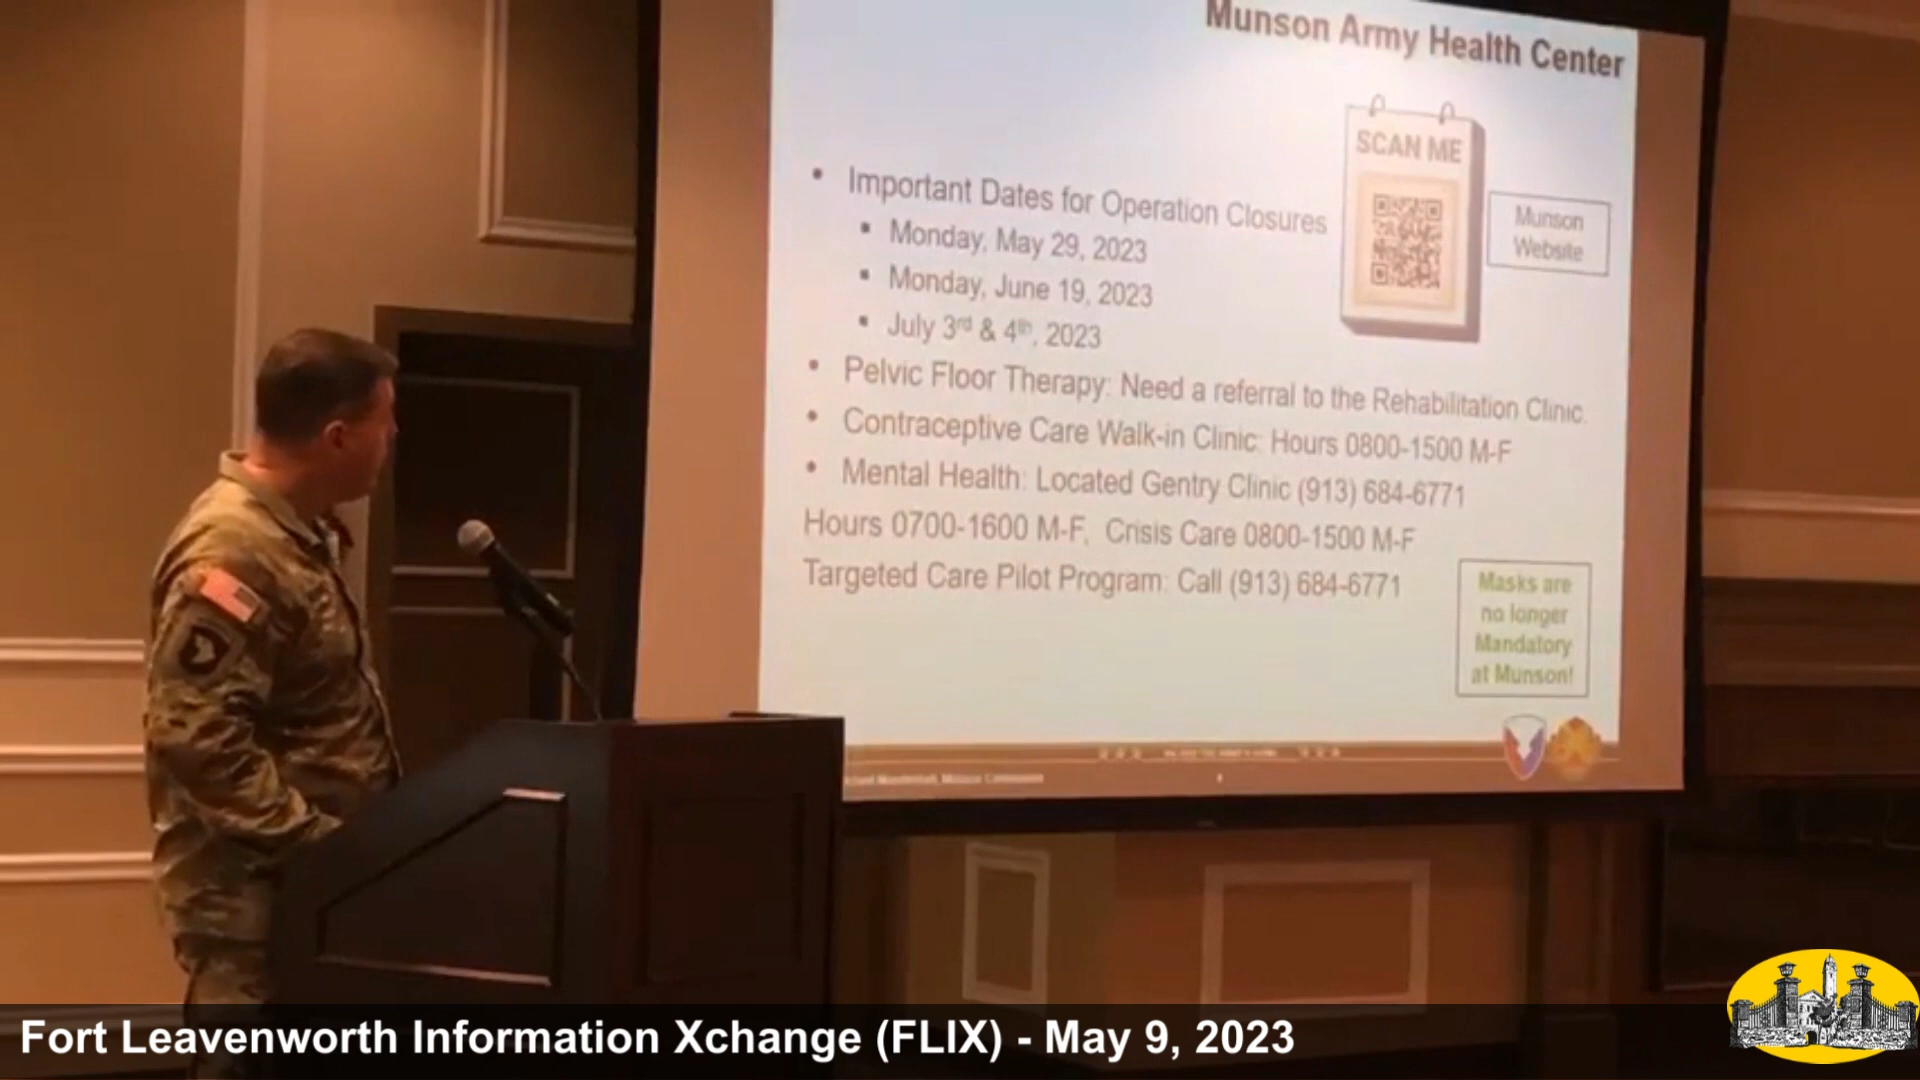 Munson Army Health Center
SCAN ME
Munson
Website
• Important Dates for Operation Closures
▪ Monday, May 29, 2023
▪ Monday, June 19, 2023
▪ July 3rd & 4th, 2023
• Pelvic Floor Therapy: Need a referral to the Rehabilitation Clinic.
• Contraceptive Care Walk-in Clinic: Hours 0800-1500 M-F
• Mental Health: Located Gentry Clinic (913) 684-6771
Hours 0700-1600 M-F, Crisis Care 0800-1500 M-F
Targeted Care Pilot Program: Call (913) 684-6771
Masks are
no longer
Mandatory
at Munson!
Fort Leavenworth Information Xchange (FLIX) - May 9, 2023